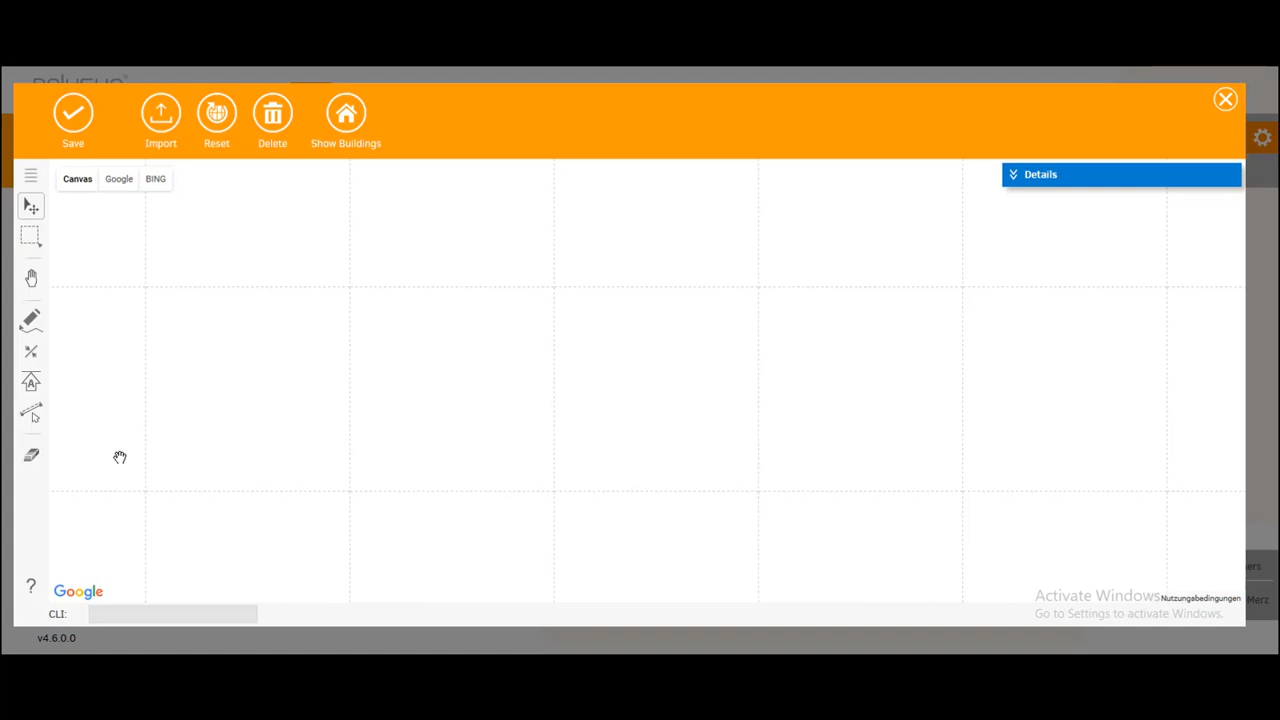 Save
Import
Reset
Delete
Show Buildings
Canvas
Google
BING
Details
A
?
Google
Activate Windows
Nutzungsbedingungen
Go to Settings to activate Windows.
Merz
CLI:
v4.6.0.0